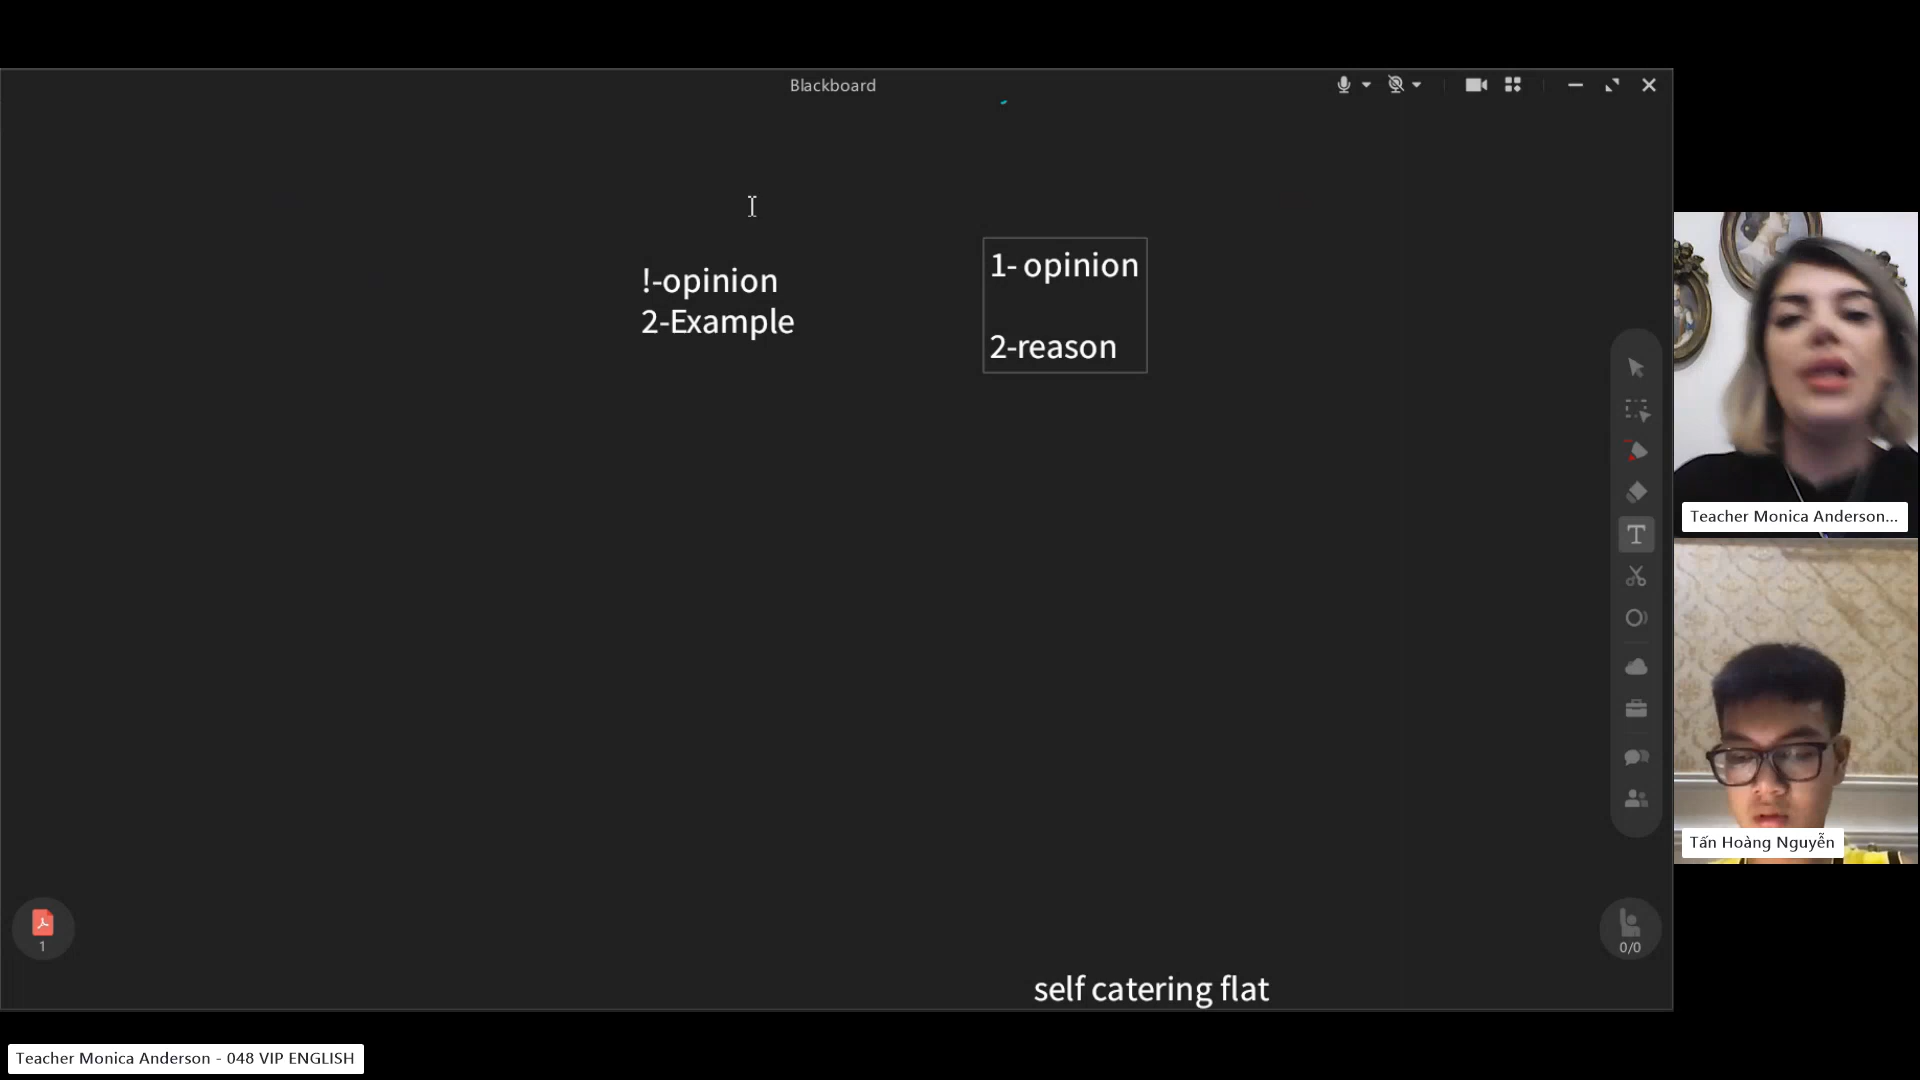 Blackboard
!-opinion
2-Example
1- opinion
2-reason
Teacher Monica Anderson...
Tấn Hoàng Nguyễn
1
0/0
self catering flat
Teacher Monica Anderson - 048 VIP ENGLISH